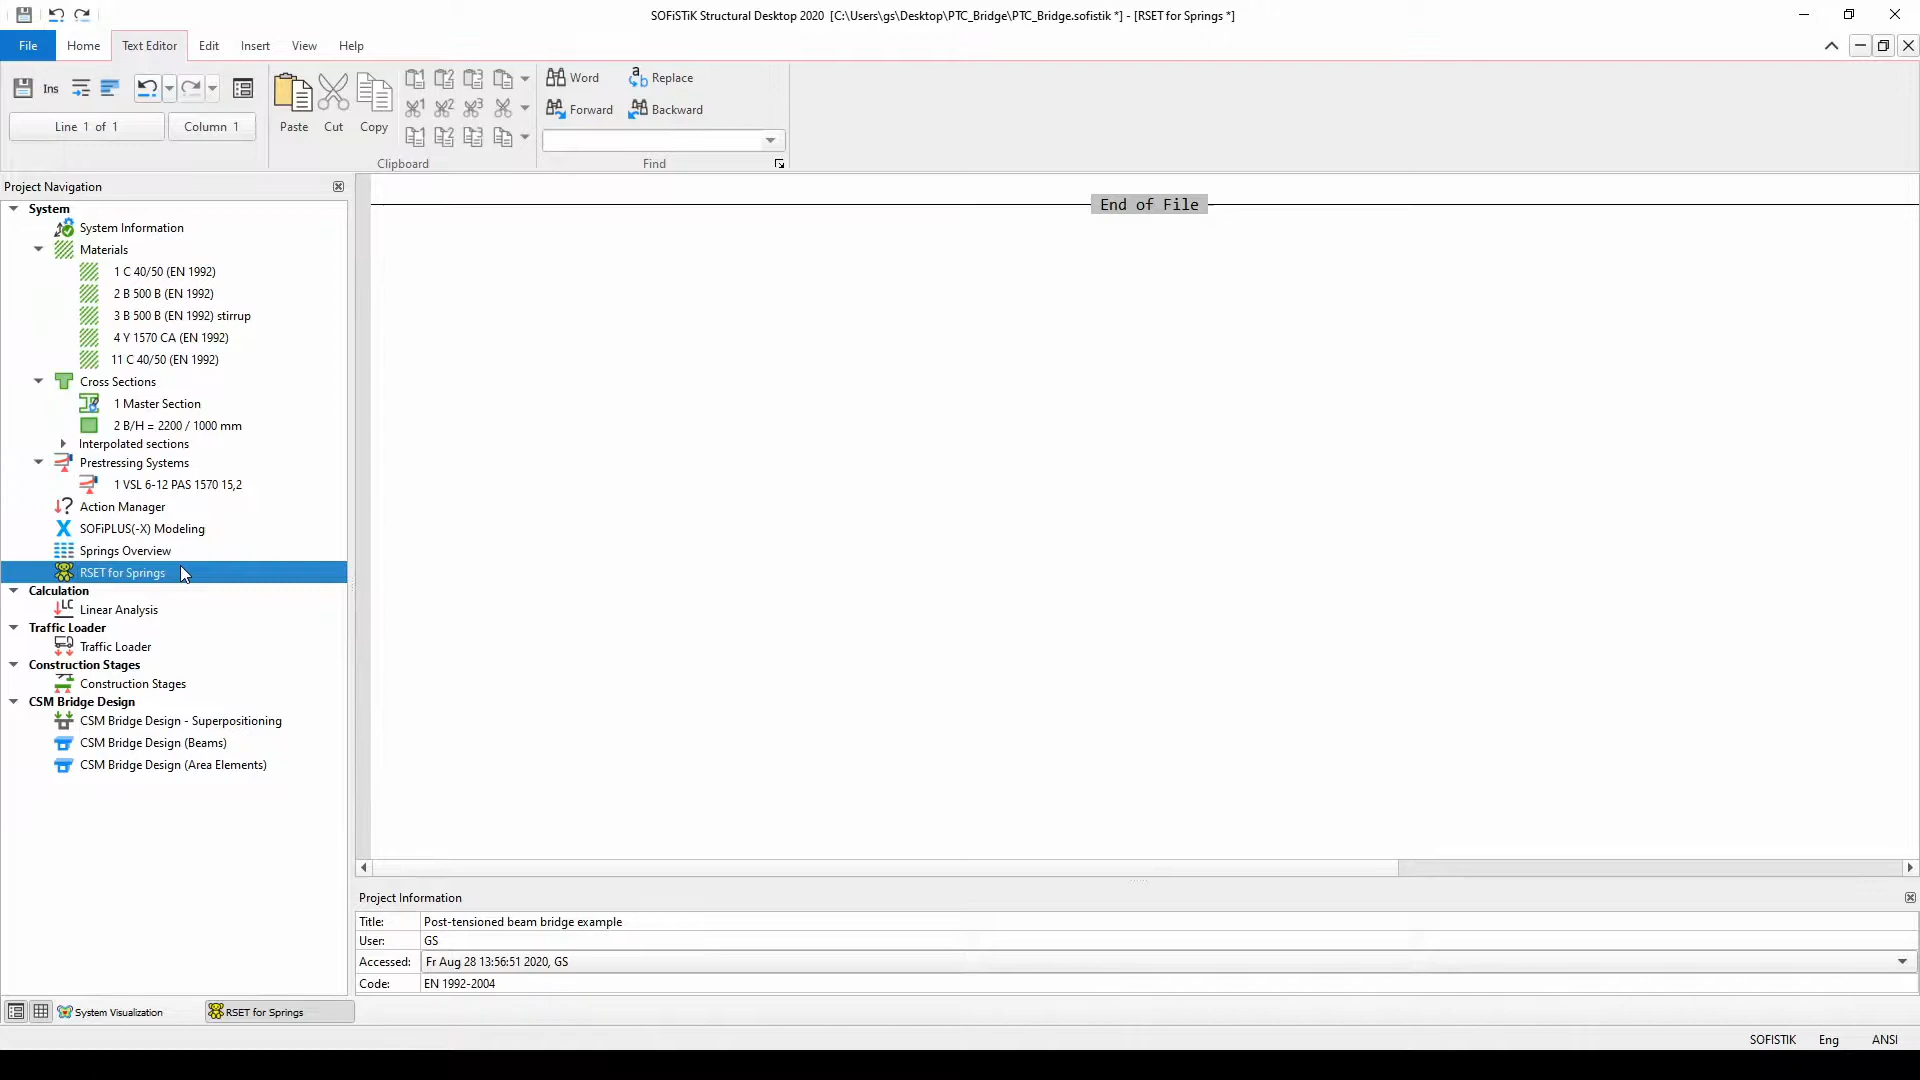 SOFiSTiK Structural Desktop 2020 [C:\Users\gs\Desktop\PTC_Bridge\PTC_Bridge.sofistik *] - [RSET for Springs *]
File Home Text Editor Edit Insert View Help
Ins
Line 1 of 1 Column 1
Paste Cut Copy
Clipboard
Word Replace
Forward Backward
Find
Project Navigation
System
System Information
Materials
1 C 40/50 (EN 1992)
2 B 500 B (EN 1992)
3 B 500 B (EN 1992) stirrup
4 Y 1570 CA (EN 1992)
11 C 40/50 (EN 1992)
Cross Sections
1 Master Section
2 B/H = 2200 / 1000 mm
Interpolated sections
Prestressing Systems
1 VSL 6-12 PAS 1570 15,2
Action Manager
SOFiPLUS(-X) Modeling
Springs Overview
RSET for Springs
Calculation
Linear Analysis
Traffic Loader
Traffic Loader
Construction Stages
Construction Stages
CSM Bridge Design
CSM Bridge Design - Superpositioning
CSM Bridge Design (Beams)
CSM Bridge Design (Area Elements)
End of File
Project Information
Title: Post-tensioned beam bridge example
User: GS
Accessed: Fr Aug 28 13:56:51 2020, GS
Code: EN 1992-2004
System Visualization RSET for Springs
SOFISTIK Eng ANSI